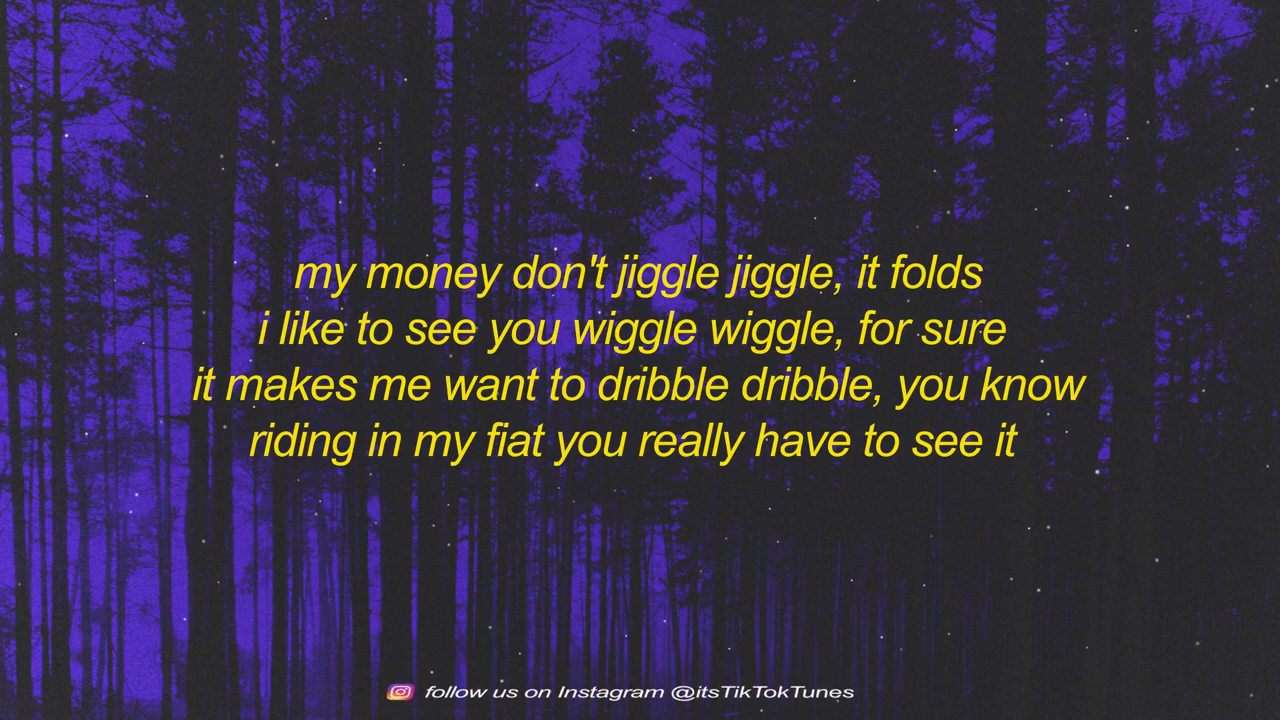 my money don't jiggle jiggle, it folds
i like to see you wiggle wiggle, for sure
it makes me want to dribble dribble, you know
riding in my fiat you really have to see it
follow us on Instagram @itsTikTokTunes